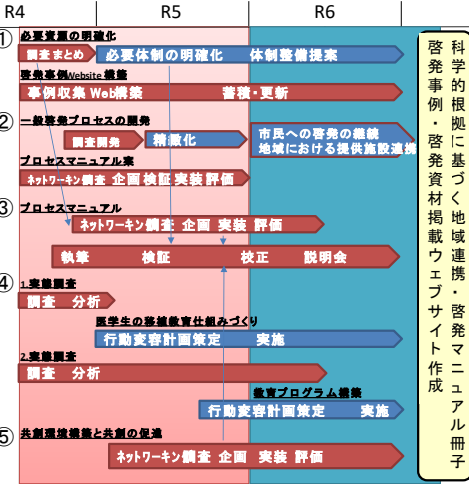 R4 R5 R6
① 必要資源の明確化
調査まとめ 必要体制の明確化 体制整備提案
啓発事例Website 構築
事例収集 Web構築 蓄積・更新
② 一般啓発プロセスの開発
調査開発 精緻化 市民への啓発の継続
地域における提供施設連携
プロセスマニュアル案
ネットワーキン調査 企画 検証 実装 評価
③ プロセスマニュアル
ネットワーキン調査 企画 実装 評価
執筆 検証 校正 説明会
④ 1.実態調査
調査 分析
医学生の移植教育仕組みづくり
行動変容計画策定 実施
2.実態調査
調査 分析
教育プログラム構築
行動変容計画策定 実施
⑤ 共創環境構築と共創の促進
ネットワーキン調査 企画 実装 評価
科学的根拠に基づく地域連携・啓発マニュアル冊子
啓発事例・啓発資材掲載ウェブサイト作成